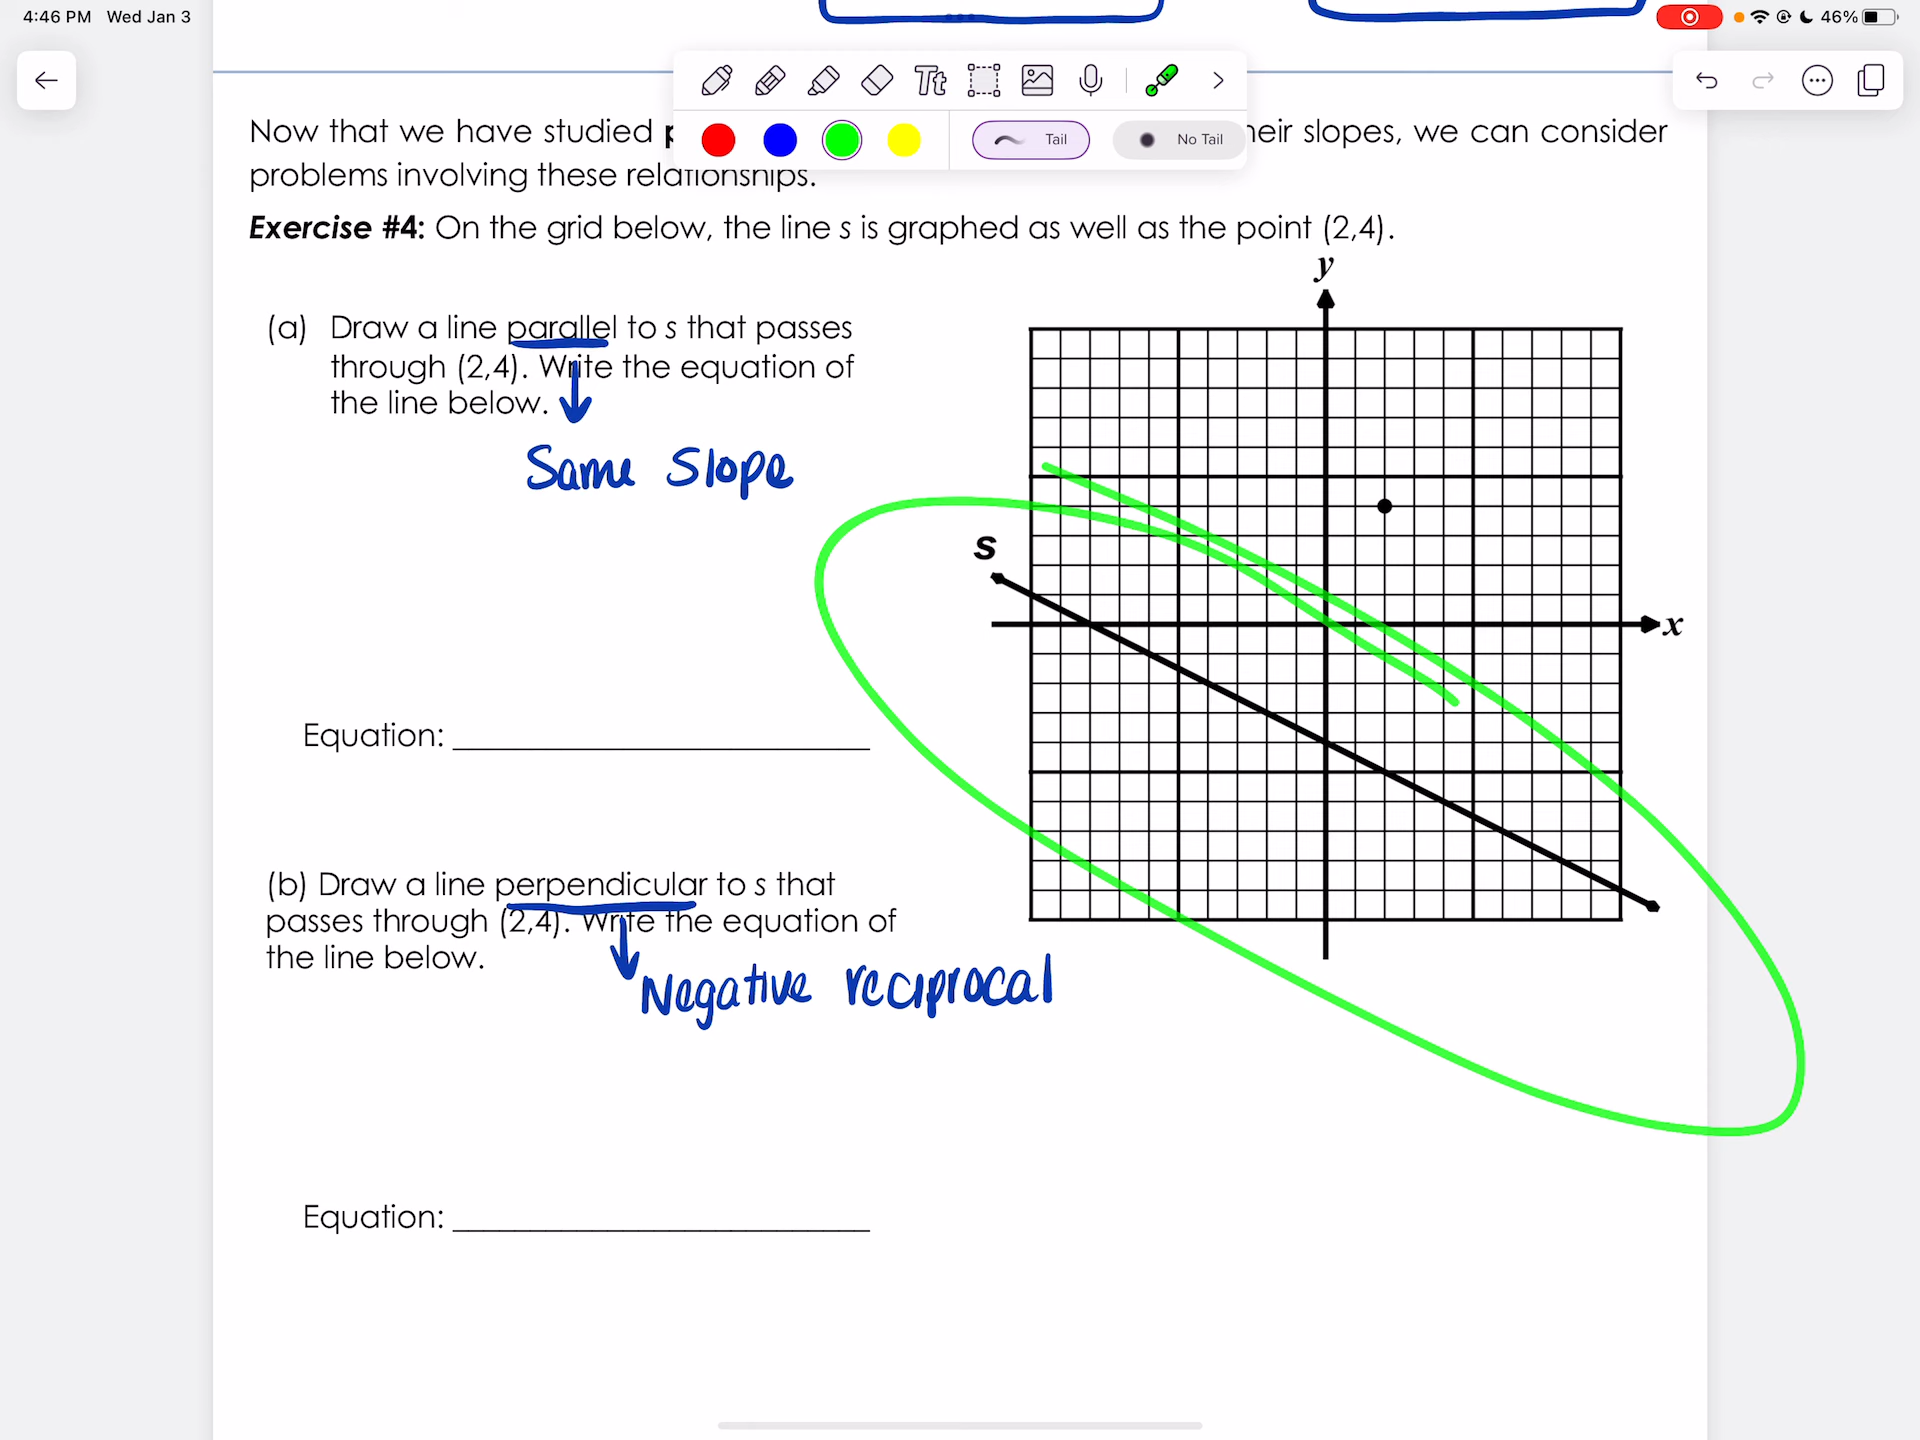 4:46 PM Wed Jan 3
46%
Tt
Tail
No Tail
Now that we have studied heir slopes, we can consider
problems involving these relationships.
Exercise #4: On the grid below, the line s is graphed as well as the point (2,4).
y
(a) Draw a line parallel to s that passes
through (2,4). Write the equation of
the line below.
Same Slope
s
x
Equation:
(b) Draw a line perpendicular to s that
passes through (2,4). Write the equation of
the line below.
Negative reciprocal
Equation: